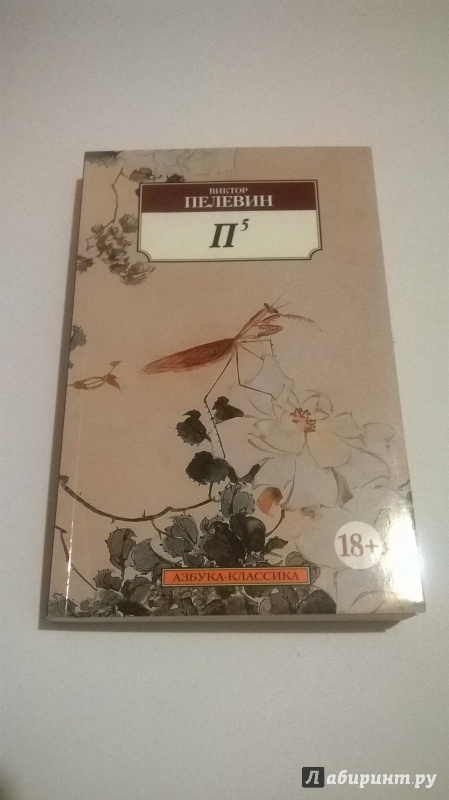 ВИКТОР
ПЕЛЕВИН
П⁵
18+
АЗБУКА-КЛАССИКА
Лабиринт.ру